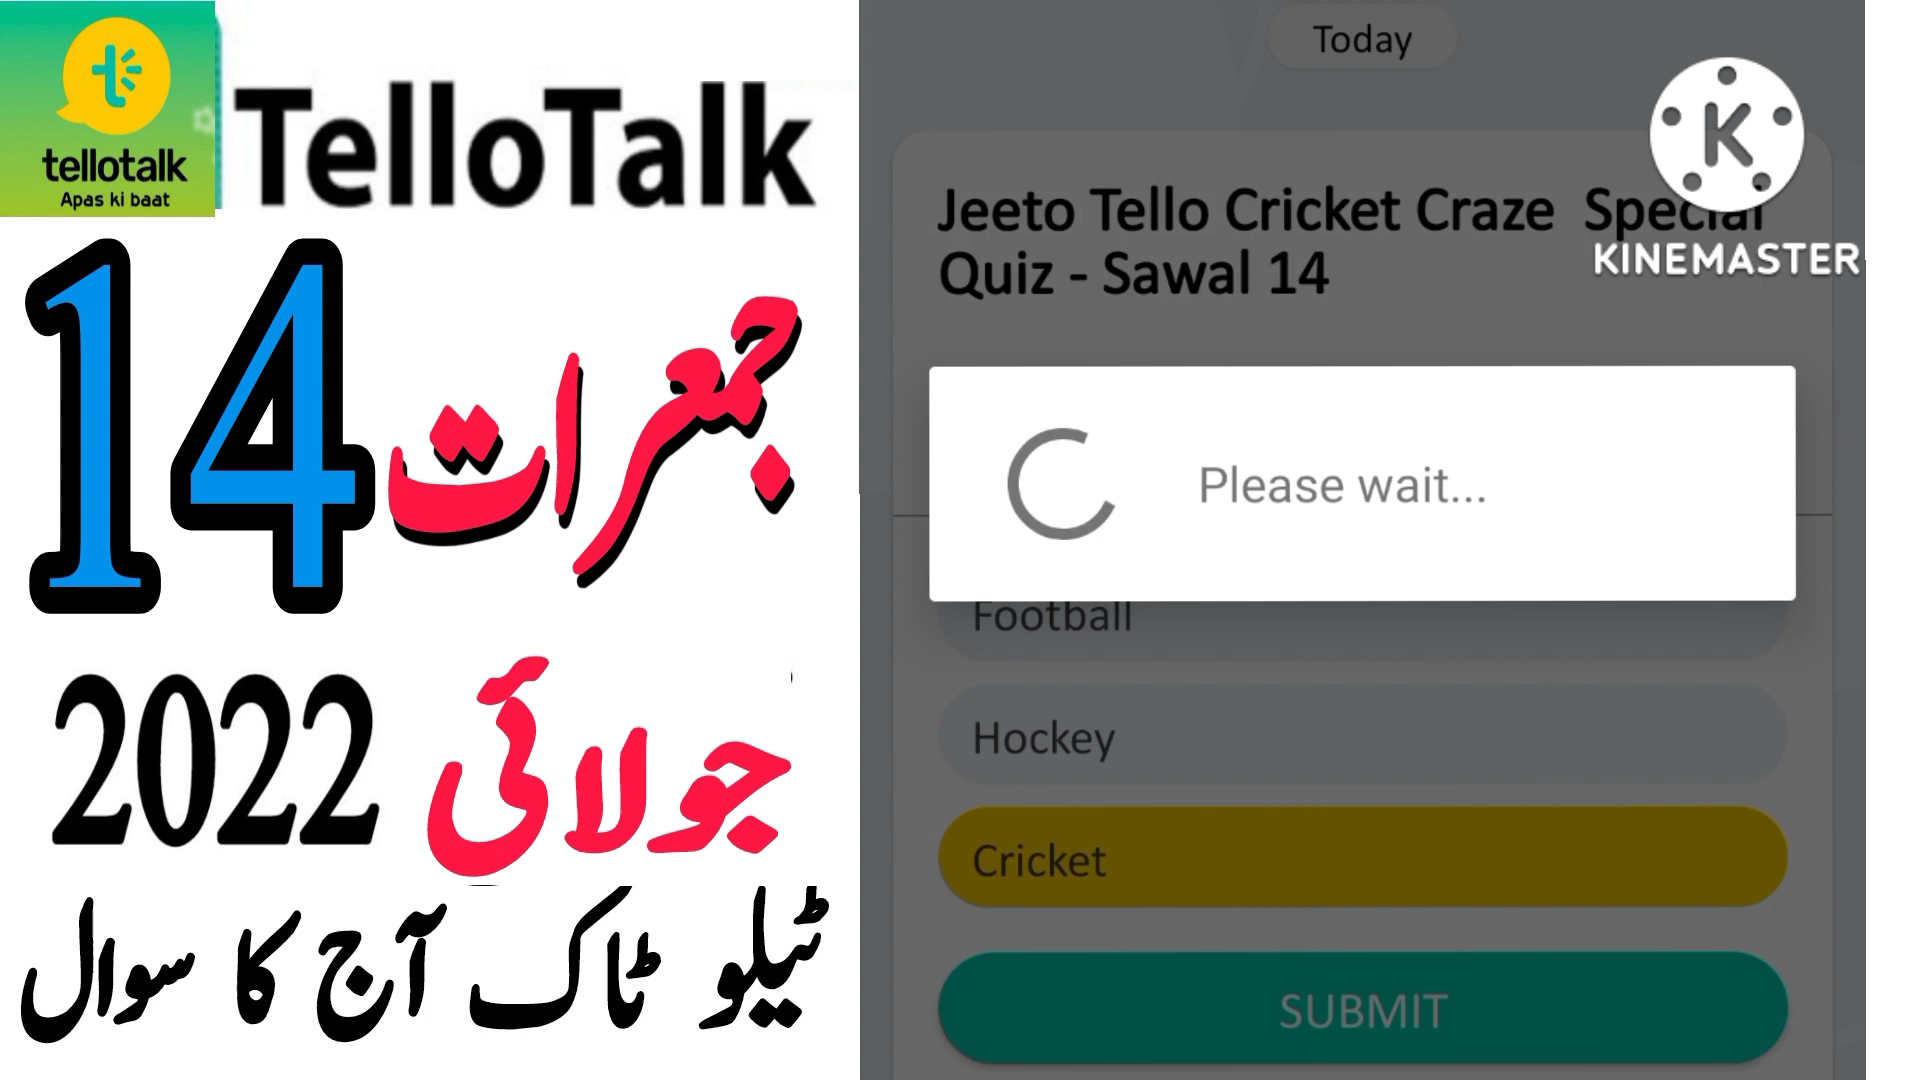 tellotalk
Apas ki baat
TelloTalk
جمعرات 14
جولائی 2022
ٹیلو ٹاک آج کا سوال
Today
Jeeto Tello Cricket Craze Special
Quiz - Sawal 14
K
KINEMASTER
Please wait...
Football
Hockey
Cricket
SUBMIT